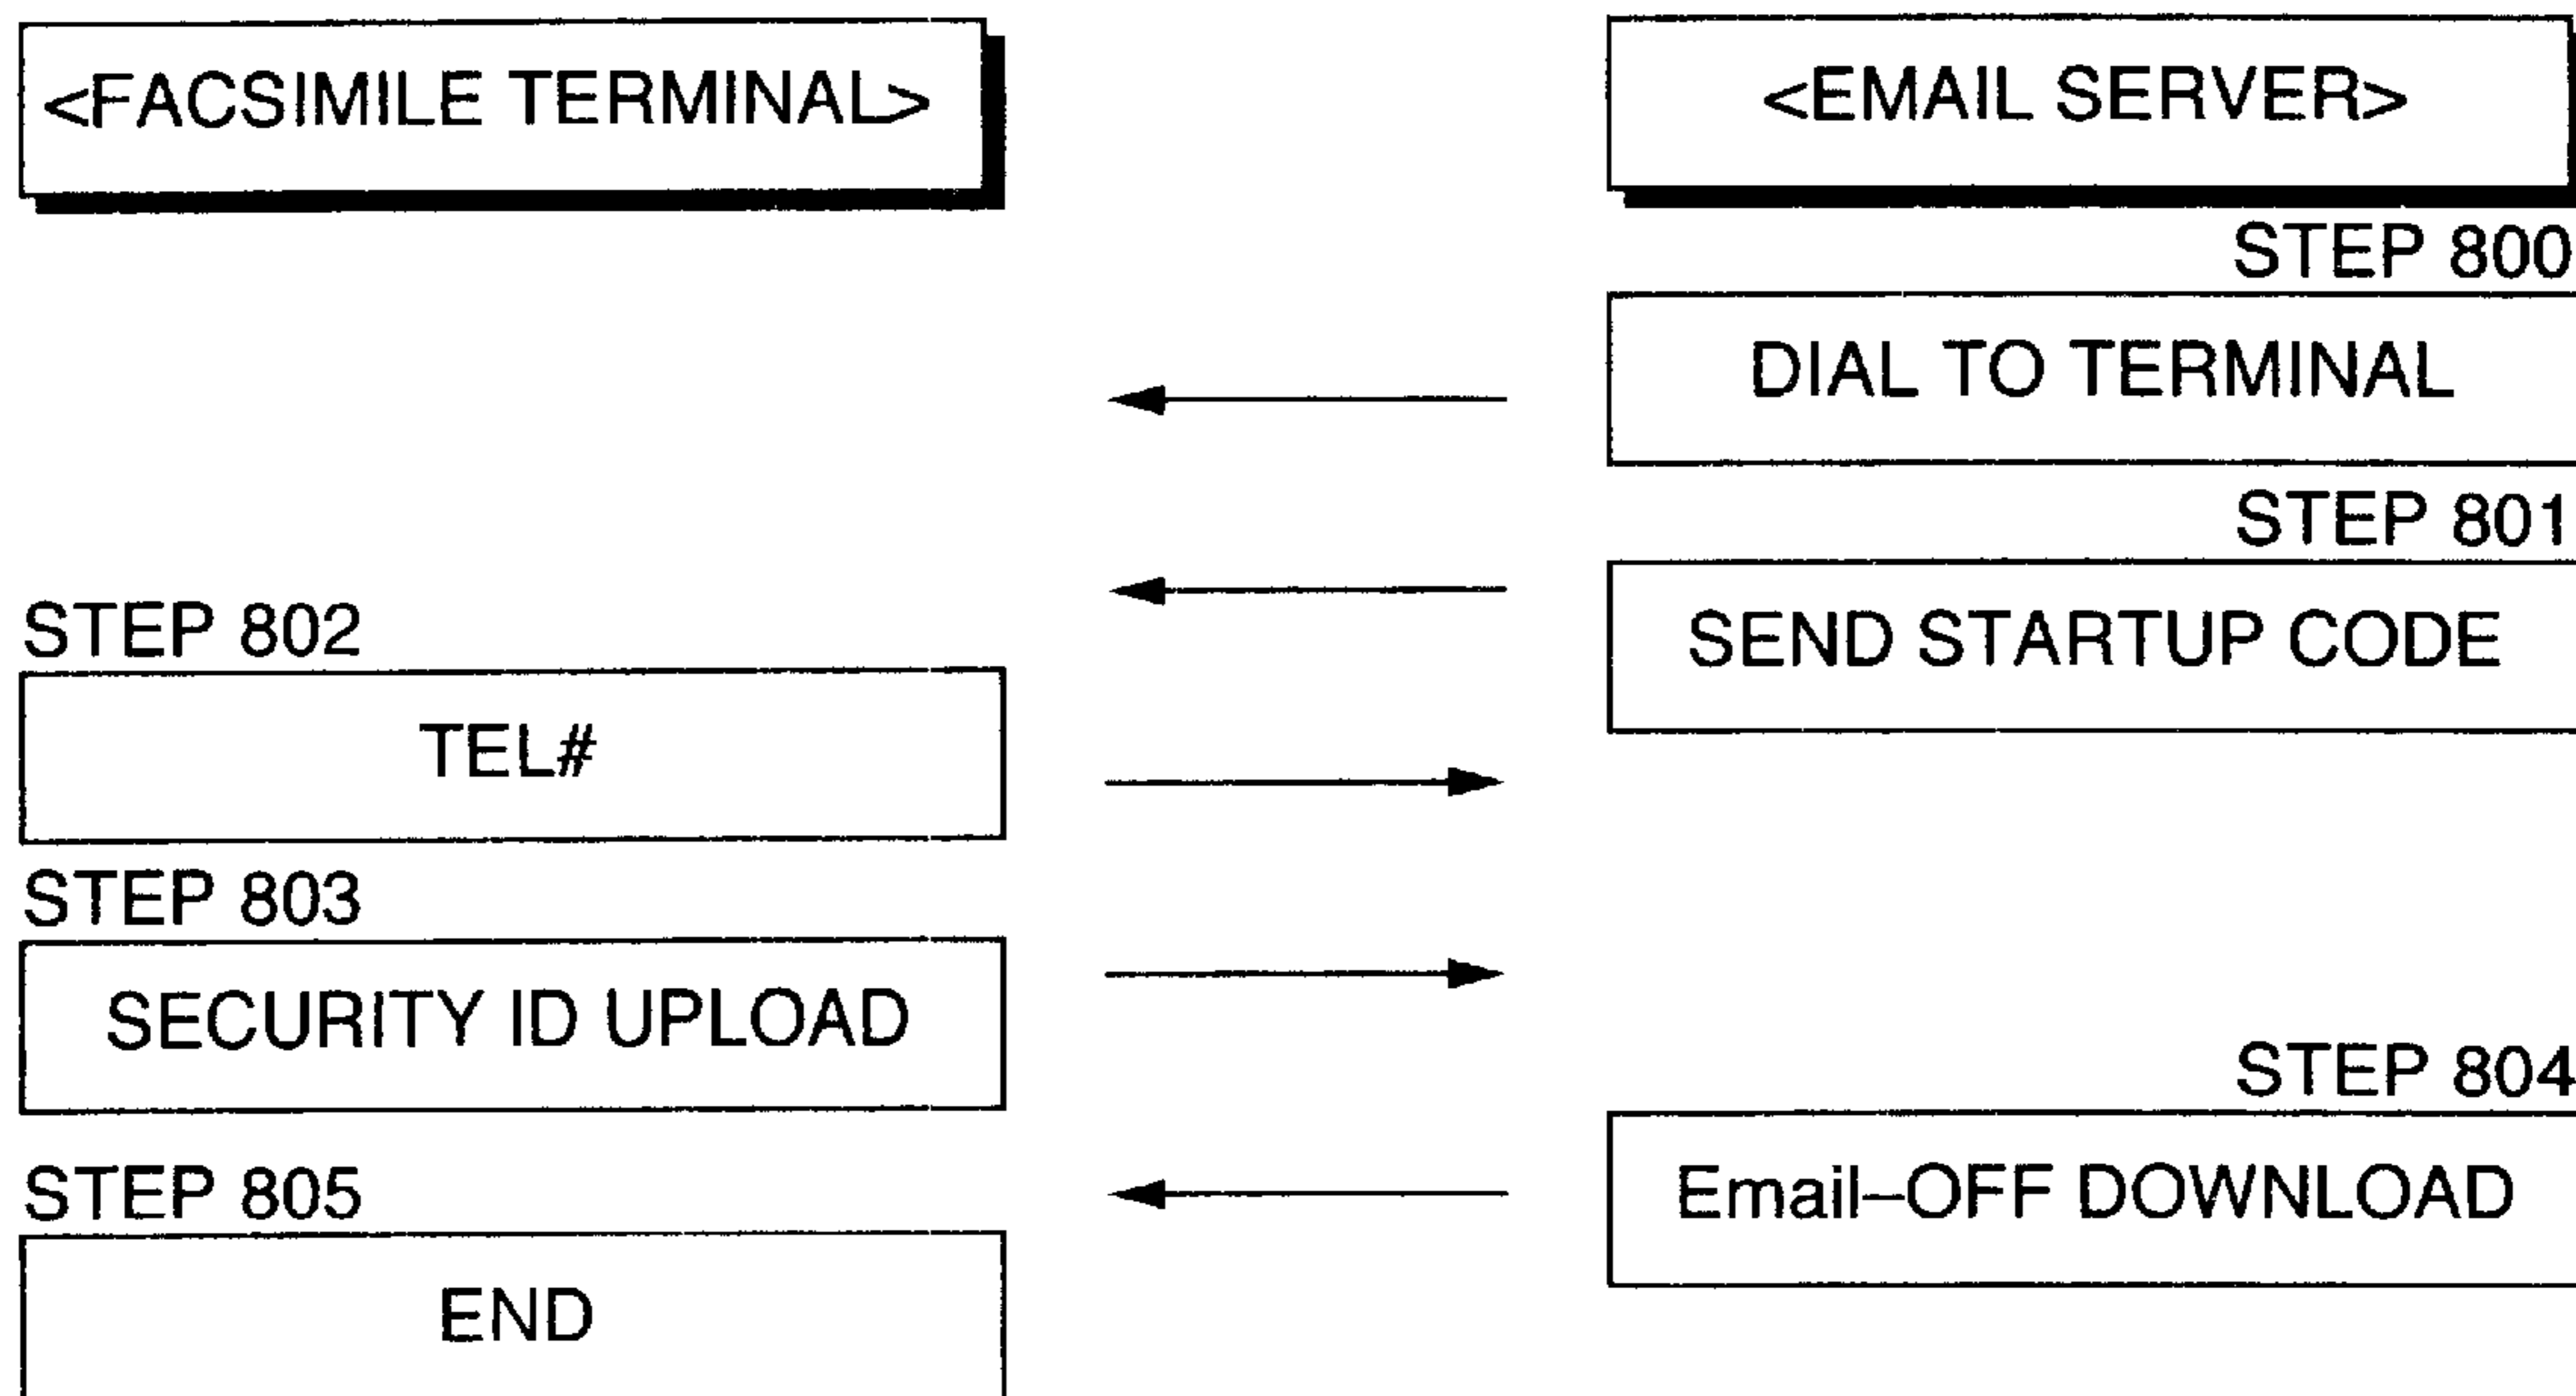 <FACSIMILE TERMINAL>
<EMAIL SERVER>
STEP 800
DIAL TO TERMINAL
STEP 801
SEND STARTUP CODE
STEP 802
TEL#
STEP 803
SECURITY ID UPLOAD
STEP 804
Email–OFF DOWNLOAD
STEP 805
END